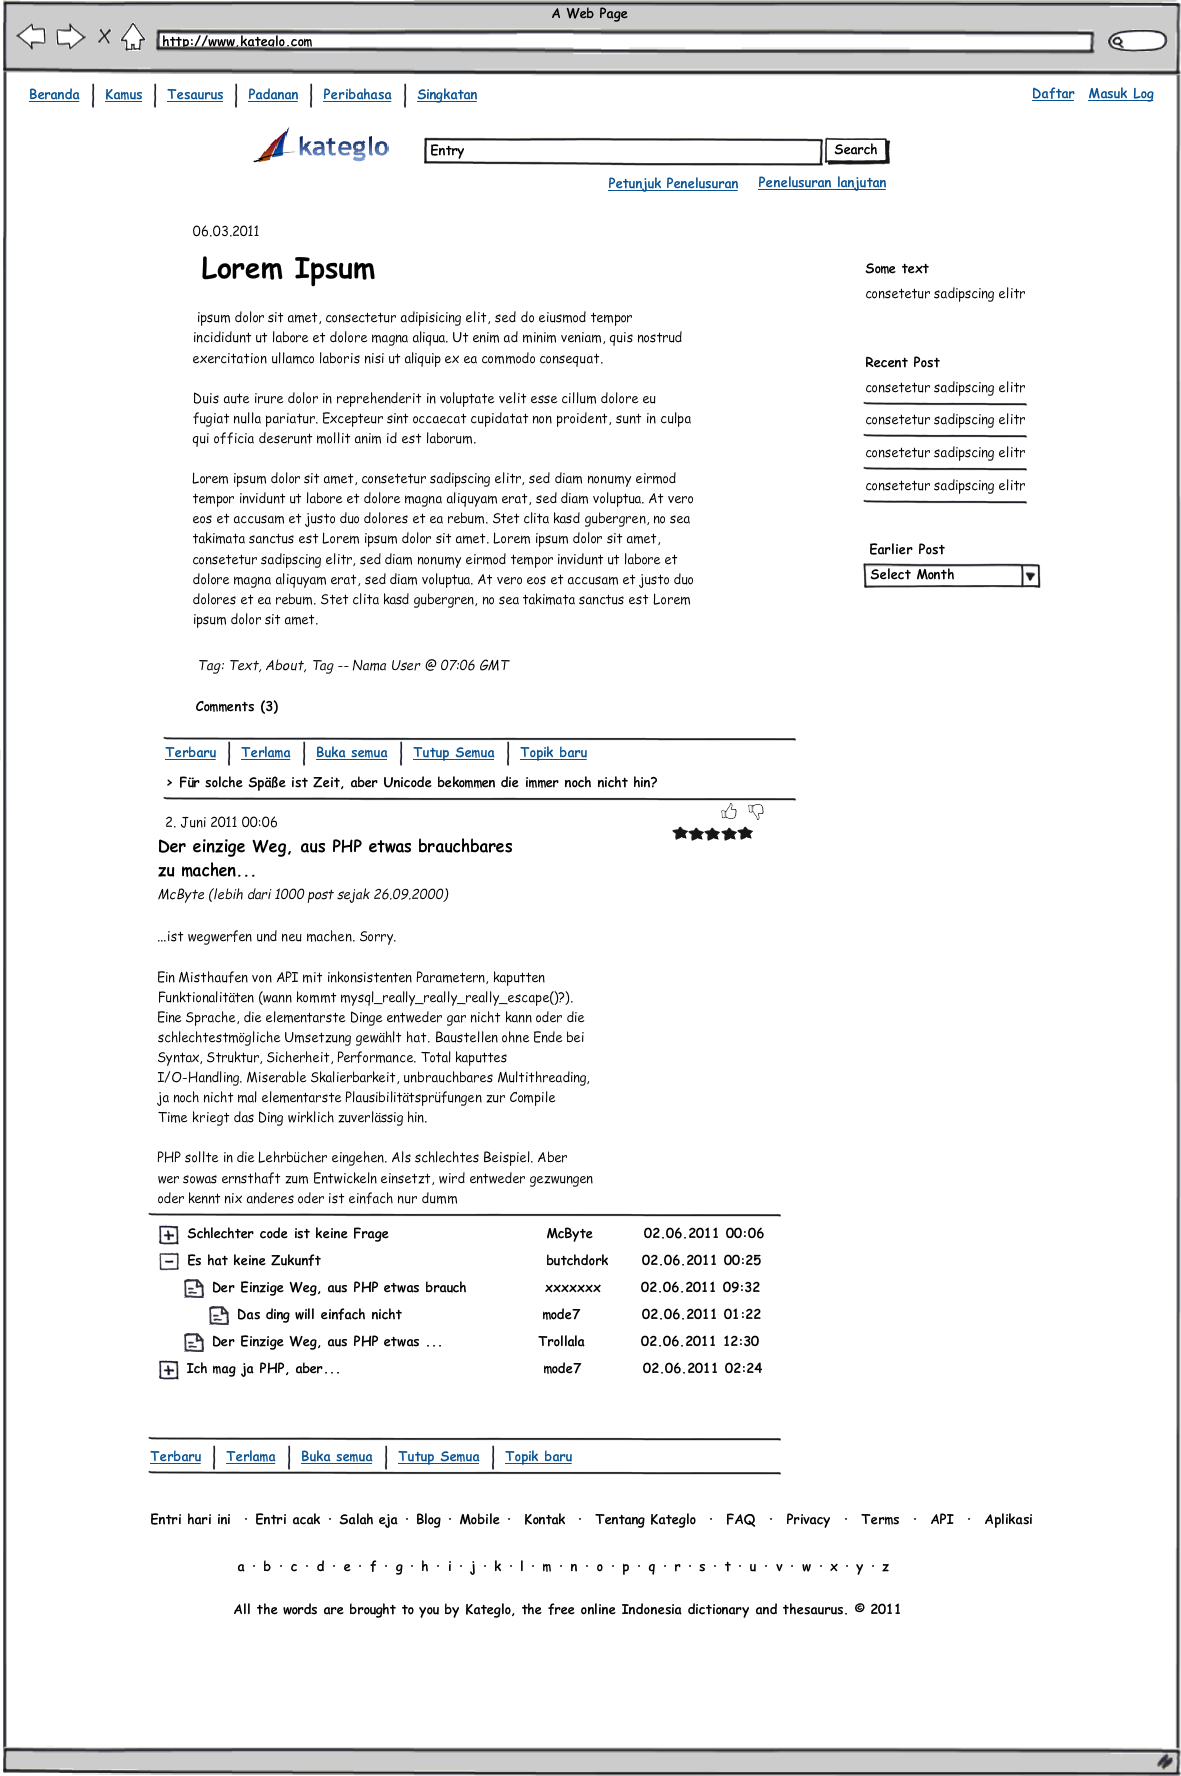 A Web Page
http://www.kateglo.com
Beranda Kamus Tesaurus Padanan Peribahasa Singkatan Daftar Masuk Log
kateglo Entry Search
Petunjuk Penelusuran Penelusuran lanjutan
06.03.2011
Lorem Ipsum
ipsum dolor sit amet, consectetur adipisicing elit, sed do eiusmod tempor
incididunt ut labore et dolore magna aliqua. Ut enim ad minim veniam, quis nostrud
exercitation ullamco laboris nisi ut aliquip ex ea commodo consequat.
Duis aute irure dolor in reprehenderit in voluptate velit esse cillum dolore eu
fugiat nulla pariatur. Excepteur sint occaecat cupidatat non proident, sunt in culpa
qui officia deserunt mollit anim id est laborum.
Lorem ipsum dolor sit amet, consetetur sadipscing elitr, sed diam nonumy eirmod
tempor invidunt ut labore et dolore magna aliquyam erat, sed diam voluptua. At vero
eos et accusam et justo duo dolores et ea rebum. Stet clita kasd gubergren, no sea
takimata sanctus est Lorem ipsum dolor sit amet. Lorem ipsum dolor sit amet,
consetetur sadipscing elitr, sed diam nonumy eirmod tempor invidunt ut labore et
dolore magna aliquyam erat, sed diam voluptua. At vero eos et accusam et justo duo
dolores et ea rebum. Stet clita kasd gubergren, no sea takimata sanctus est Lorem
ipsum dolor sit amet.
Tag: Text, About, Tag -- Nama User @ 07:06 GMT
Comments (3)
Some text
consetetur sadipscing elitr
Recent Post
consetetur sadipscing elitr
consetetur sadipscing elitr
consetetur sadipscing elitr
consetetur sadipscing elitr
Earlier Post
Select Month
Terbaru Terlama Buka semua Tutup Semua Topik baru
> Für solche Späße ist Zeit, aber Unicode bekommen die immer noch nicht hin?
2. Juni 2011 00:06
Der einzige Weg, aus PHP etwas brauchbares
zu machen...
McByte (lebih dari 1000 post sejak 26.09.2000)
...ist wegwerfen und neu machen. Sorry.
Ein Misthaufen von API mit inkonsistenten Parametern, kaputten
Funktionalitäten (wann kommt mysql_really_really_really_escape()?).
Eine Sprache, die elementarste Dinge entweder gar nicht kann oder die
schlechtestmögliche Umsetzung gewählt hat. Baustellen ohne Ende bei
Syntax, Struktur, Sicherheit, Performance. Total kaputtes
I/O-Handling. Miserable Skalierbarkeit, unbrauchbares Multithreading,
ja noch nicht mal elementarste Plausibilitätsprüfungen zur Compile
Time kriegt das Ding wirklich zuverlässig hin.
PHP sollte in die Lehrbücher eingehen. Als schlechtes Beispiel. Aber
wer sowas ernsthaft zum Entwickeln einsetzt, wird entweder gezwungen
oder kennt nix anderes oder ist einfach nur dumm
Schlechter code ist keine Frage McByte 02.06.2011 00:06
Es hat keine Zukunft butchdork 02.06.2011 00:25
Der Einzige Weg, aus PHP etwas brauch xxxxxxx 02.06.2011 09:32
Das ding will einfach nicht mode7 02.06.2011 01:22
Der Einzige Weg, aus PHP etwas ... Trollala 02.06.2011 12:30
Ich mag ja PHP, aber... mode7 02.06.2011 02:24
Terbaru Terlama Buka semua Tutup Semua Topik baru
Entri hari ini · Entri acak · Salah eja · Blog · Mobile · Kontak · Tentang Kateglo · FAQ · Privacy · Terms · API · Aplikasi
a · b · c · d · e · f · g · h · i · j · k · l · m · n · o · p · q · r · s · t · u · v · w · x · y · z
All the words are brought to you by Kateglo, the free online Indonesia dictionary and thesaurus. © 2011